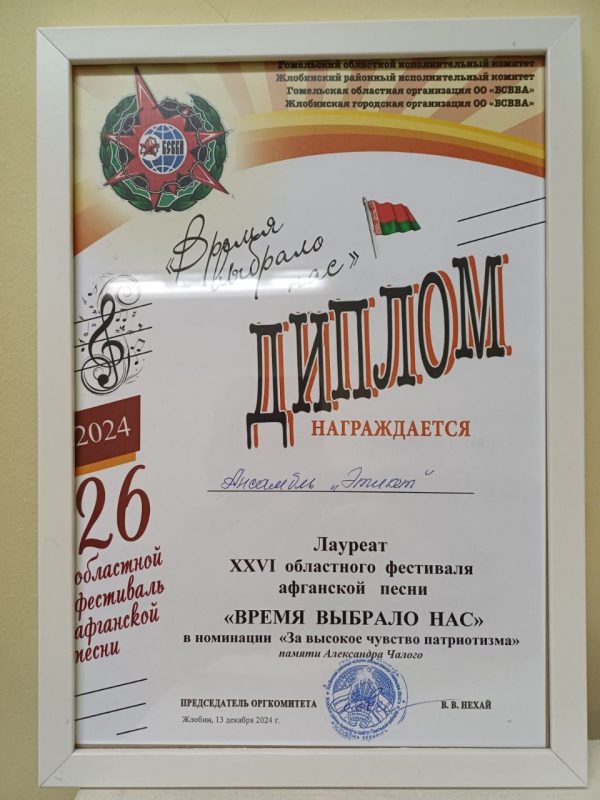 Гомельский областной исполнительный комитет
Жлобинский районный исполнительный комитет
Гомельская областная организация ОО «БСВВА»
Жлобинская городская организация ОО «БСВВА»
БСВВА
«Время
выбрало
нас»
ДИПЛОМ
НАГРАЖДАЕТСЯ
2024
26
областной
фестиваль
афганской
песни
Ансамбль „Этикет"
Лауреат
XXVI областного фестиваля
афганской песни
«ВРЕМЯ ВЫБРАЛО НАС»
в номинации «За высокое чувство патриотизма»
памяти Александра Чалого
ПРЕДСЕДАТЕЛЬ ОРГКОМИТЕТА
В. В. НЕХАЙ
Жлобин, 13 декабря 2024 г.